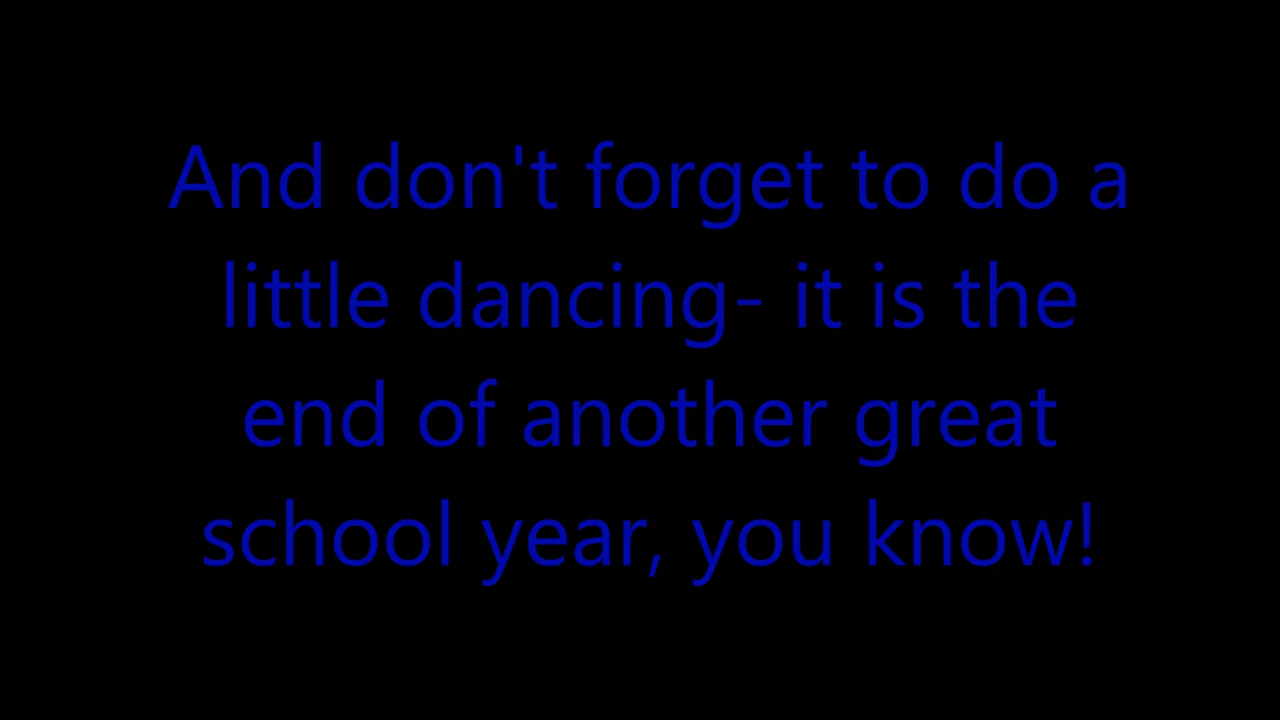 And don't forget to do a
little dancing- it is the
end of another great
school year, you know!